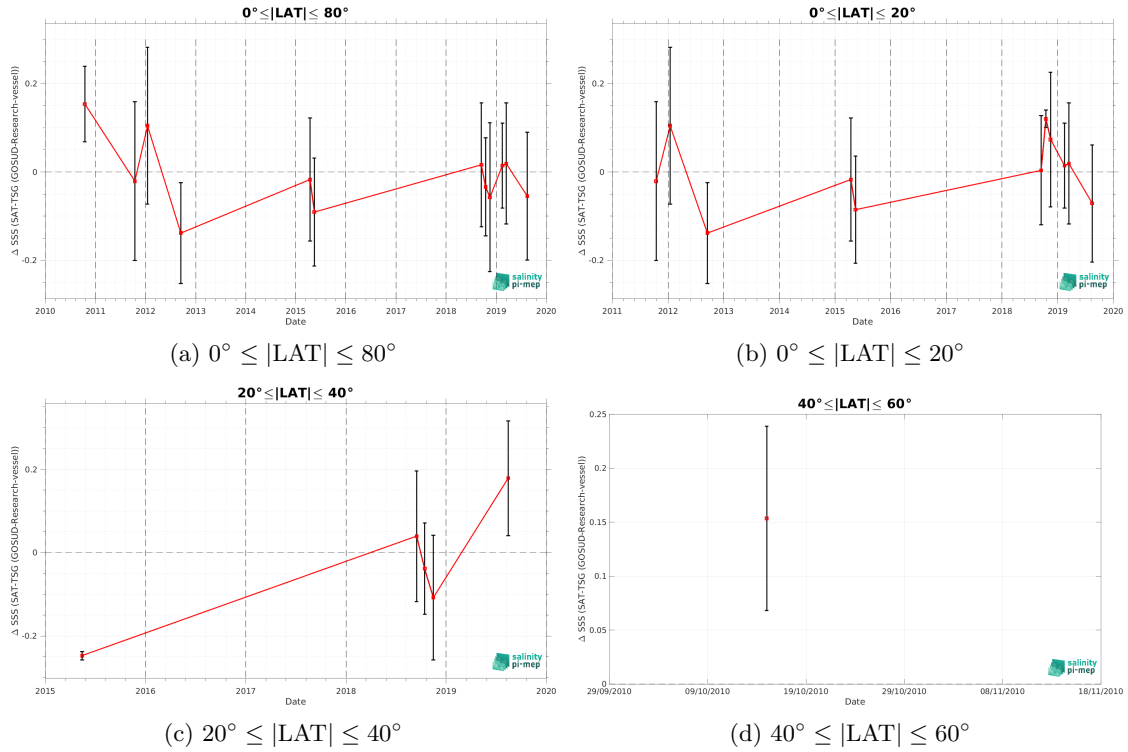 0°≤|LAT|≤ 80°
Δ SSS (SAT-TSG (GOSUD-Research-vessel))
0.2
0
-0.2
2010 2011 2012 2013 2014 2015 2016 2017 2018 2019 2020
Date
salinity
pi-mep
(a) 0° ≤ |LAT| ≤ 80°
0°≤|LAT|≤ 20°
Δ SSS (SAT-TSG (GOSUD-Research-vessel))
0.2
0
-0.2
2011 2012 2013 2014 2015 2016 2017 2018 2019 2020
Date
salinity
pi-mep
(b) 0° ≤ |LAT| ≤ 20°
20°≤|LAT|≤ 40°
Δ SSS (SAT-TSG (GOSUD-Research-vessel))
0.2
0
-0.2
2015 2016 2017 2018 2019 2020
Date
salinity
pi-mep
(c) 20° ≤ |LAT| ≤ 40°
40°≤|LAT|≤ 60°
Δ SSS (SAT-TSG (GOSUD-Research-vessel))
0.25
0.2
0.15
0.1
0.05
0
29/09/2010 09/10/2010 19/10/2010 29/10/2010 08/11/2010 18/11/2010
Date
salinity
pi-mep
(d) 40° ≤ |LAT| ≤ 60°